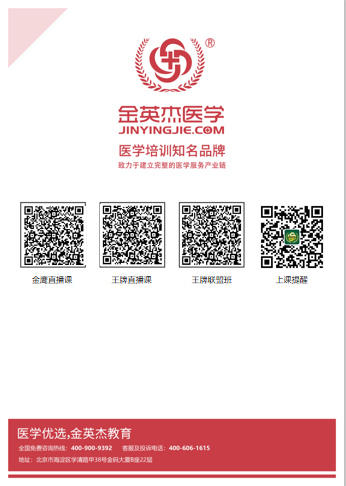 ®
金英杰医学
JINYINGJIE.COM
医学培训知名品牌
致力于建立完整的医学服务产业链
金鹰直播课 王牌直播课 王牌联盟班 上课提醒
医学优选,金英杰教育
全国免费咨询热线：400-900-9392 客服及投诉电话：400-606-1615
地址：北京市海淀区学清路甲38号金码大厦B座22层